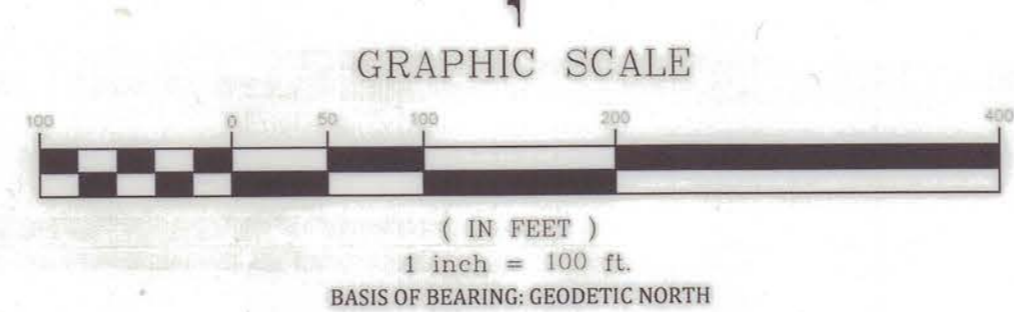 GRAPHIC SCALE
100 0 50 100 200 400
( IN FEET )
1 inch = 100 ft.
BASIS OF BEARING: GEODETIC NORTH